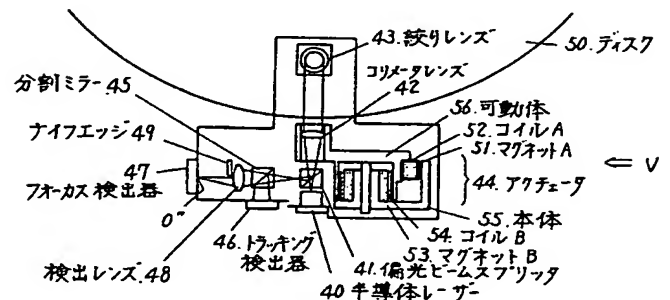 43.絞りレンズ
50.ディスク
コリメータレンズ
42
分割ミラー.45
56.可動体
52.コイルA
51.マグネットA
ナイフエッジ 49
⇐ V
47
フォーカス検出器
44.アクチュータ
O"
55.本体
54.コイルB
46.トラッキング
検出器
53.マグネットB
検出レンズ.48
41.偏光ビームスプリッタ
40半導体レーザー